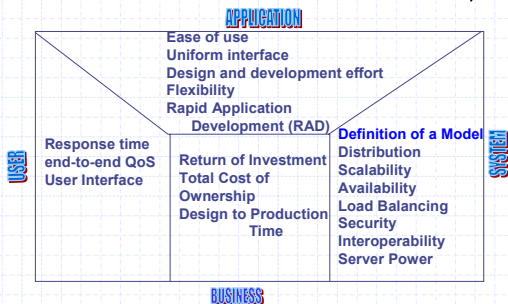 APPLICATION
Ease of use
Uniform interface
Design and development effort
Flexibility
Rapid Application
Development (RAD)
USER
Response time
end-to-end QoS
User Interface
Return of Investment
Total Cost of
Ownership
Design to Production
Time
Definition of a Model
Distribution
Scalability
Availability
Load Balancing
Security
Interoperability
Server Power
SYSTEM
BUSINESS